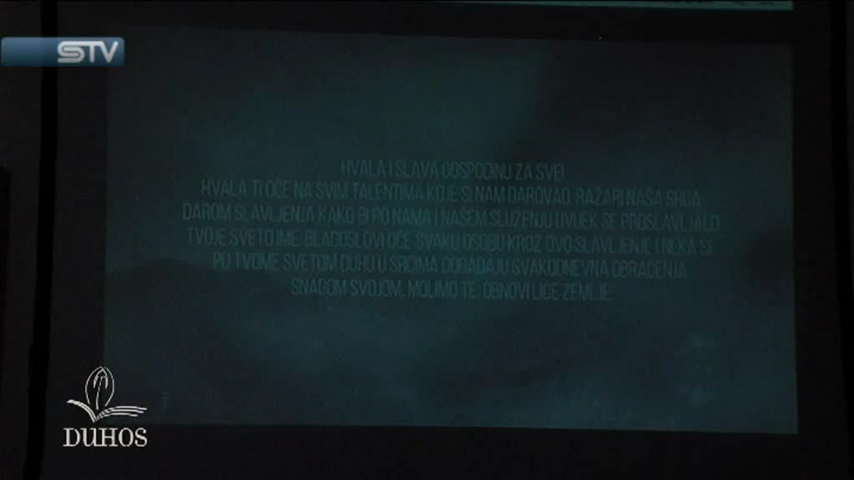 STV
HVALA I SLAVA GOSPODINU ZA SVE!
HVALA TI OČE NA SVIM TALENTIMA KOJE SI NAM DAROVAO. RAZARI NAŠA SRCA
DAROM SLAVLJENJA KAKO BI PO NAMA I NAŠEM SLUŽENJU UVIJEK SE PROSLAVLJALO
TVOJE SVETO IME. BLAGOSLOVI OČE SVAKU OSOBU KROZ OVO SLAVLJENJE I NEKA SE
PO TVOME SVETOM DUHU U SRCIMA DOGAĐAJU SVAKODNEVNA OBRAĆENJA.
SNAGOM SVOJOM, MOLIMO TE, OBNOVI LICE ZEMLJE.
DUHOS